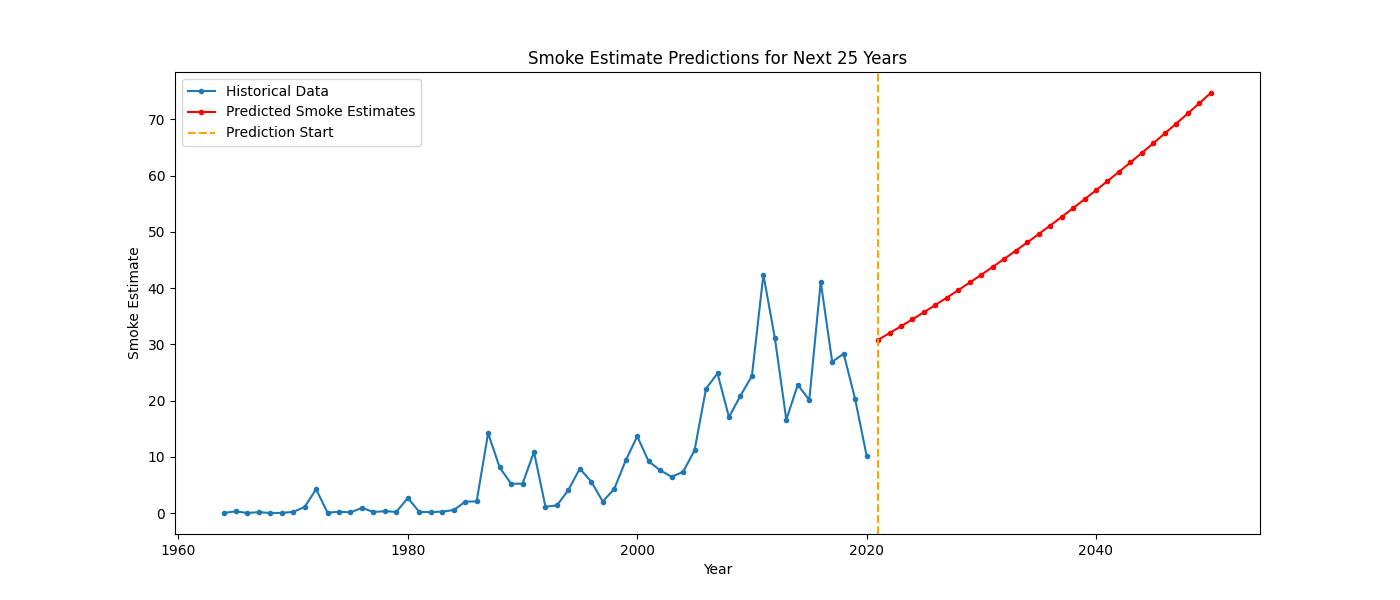 Smoke Estimate Predictions for Next 25 Years
Historical Data
Predicted Smoke Estimates
Prediction Start
Smoke Estimate
70
60
50
40
30
20
10
0
1960
1980
2000
2020
2040
Year